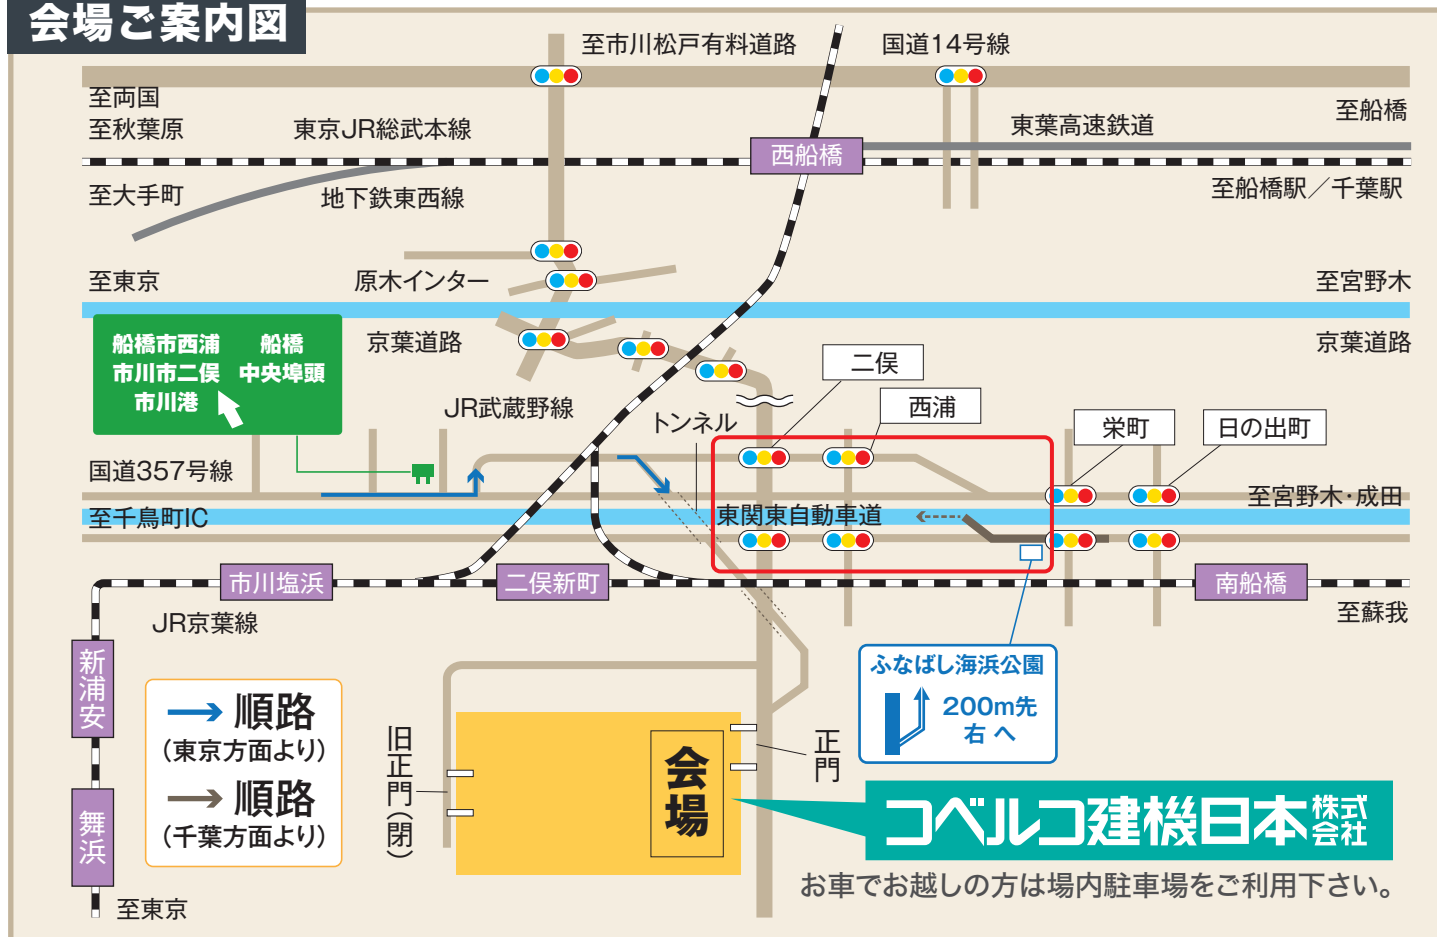 会場ご案内図
至市川松戸有料道路
国道14号線
至両国
至船橋
至秋葉原
東京JR総武本線
東葉高速鉄道
西船橋
至大手町
地下鉄東西線
至船橋駅／千葉駅
至東京
原木インター
至宮野木
京葉道路
京葉道路
船橋市西浦
市川市二俣
市川港
船橋
中央埠頭
二俣
西浦
栄町
日の出町
JR武蔵野線
トンネル
国道357号線
至宮野木・成田
至千鳥町IC
東関東自動車道
市川塩浜
二俣新町
南船橋
JR京葉線
至蘇我
新浦安
舞浜
至東京
ふなばし海浜公園
200m先
右 へ
順路
(東京方面より)
順路
(千葉方面より)
旧正門(閉)
会場
正門
コベルコ建機日本株式会社
お車でお越しの方は場内駐車場をご利用下さい。